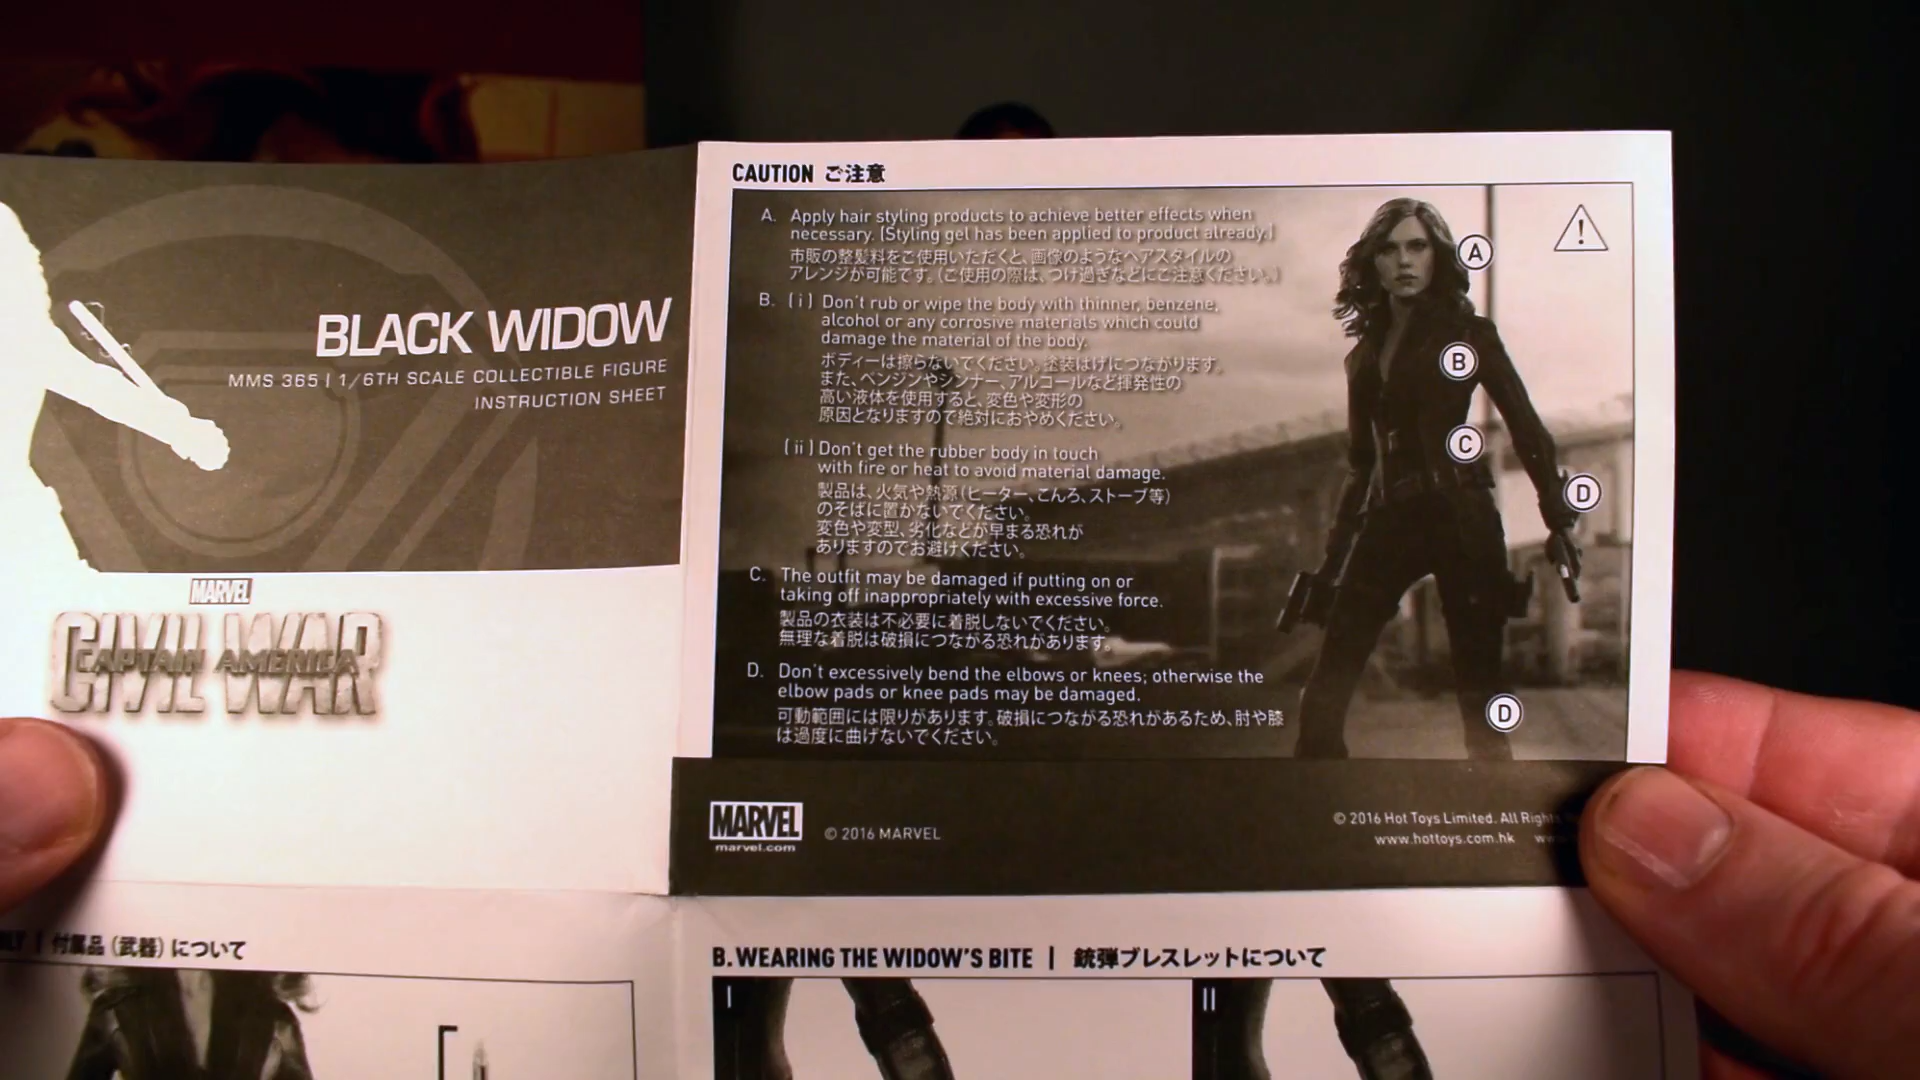 BLACK WIDOW
MMS 365 | 1/6TH SCALE COLLECTIBLE FIGURE
INSTRUCTION SHEET
MARVEL
CIVIL WAR
CAPTAIN AMERICA
CAUTION ご注意
A. Apply hair styling products to achieve better effects when
necessary. (Styling gel has been applied to product already.)
市販の整髪料をご使用いただくと、画像のようなヘアスタイルの
アレンジが可能です。(ご使用の際は、つけ過ぎなどにご注意ください。)
B. (i) Don't rub or wipe the body with thinner, benzene,
alcohol or any corrosive materials which could
damage the material of the body.
ボディーは擦らないでください。塗装はげにつながります。
また、ベンジンやシンナー、アルコールなど揮発性の
高い液体を使用すると、変色や変形の
原因となりますので絶対におやめください。
(ii) Don't get the rubber body in touch
with fire or heat to avoid material damage.
製品は、火気や熱源(ヒーター、こんろ、ストーブ等)
のそばに置かないでください。
変色や変型、劣化などが早まる恐れが
ありますのでお避けください。
C. The outfit may be damaged if putting on or
taking off inappropriately with excessive force.
製品の衣装は不必要に着脱しないでください。
無理な着脱は破損につながる恐れがあります。
D. Don't excessively bend the elbows or knees; otherwise the
elbow pads or knee pads may be damaged.
可動範囲には限りがあります。破損につながる恐れがあるため、肘や膝
は過度に曲げないでください。
!
A
B
C
D
D
MARVEL
marvel.com
© 2016 MARVEL
© 2016 Hot Toys Limited. All Rights
www.hottoys.com.hk
| 付属品(武器)について
B. WEARING THE WIDOW'S BITE | 銃弾ブレスレットについて
I
II